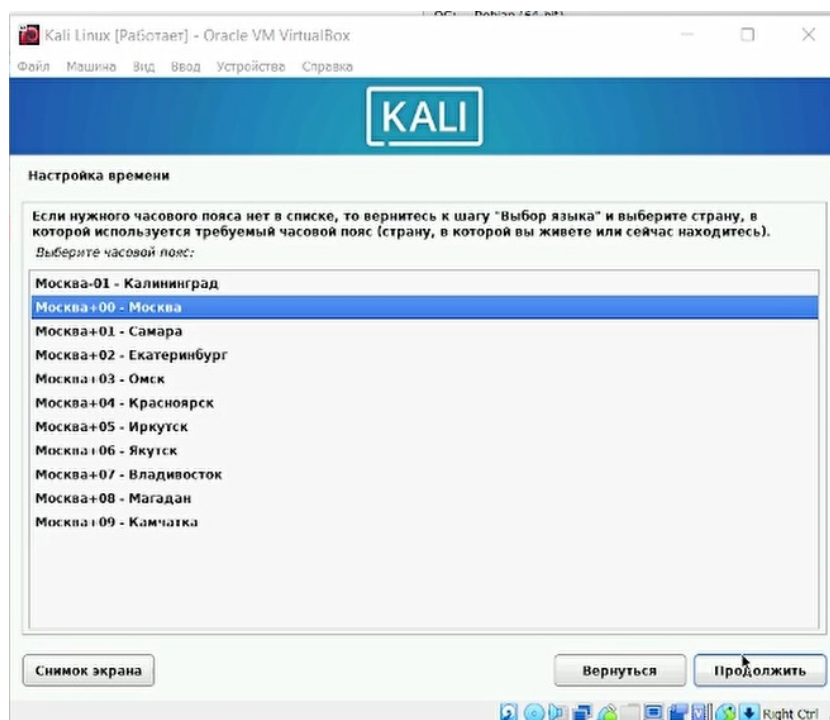 ОС: Debian (64-bit)
Kali Linux [Работает] - Oracle VM VirtualBox
Файл Машина Вид Ввод Устройства Справка
KALI
Настройка времени
Если нужного часового пояса нет в списке, то вернитесь к шагу "Выбор языка" и выберите страну, в
которой используется требуемый часовой пояс (страну, в которой вы живете или сейчас находитесь).
Выберите часовой пояс:
Москва-01 - Калининград
Москва+00 - Москва
Москва+01 - Самара
Москва+02 - Екатеринбург
Москва+03 - Омск
Москва+04 - Красноярск
Москва+05 - Иркутск
Москва+06 - Якутск
Москва+07 - Владивосток
Москва+08 - Магадан
Москва+09 - Камчатка
Снимок экрана Вернуться Продолжить
Right Ctrl